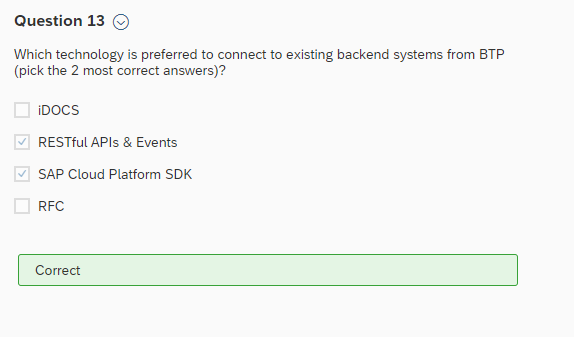 Question 13
Which technology is preferred to connect to existing backend systems from BTP
(pick the 2 most correct answers)?
iDOCS
RESTful APIs & Events
SAP Cloud Platform SDK
RFC
Correct